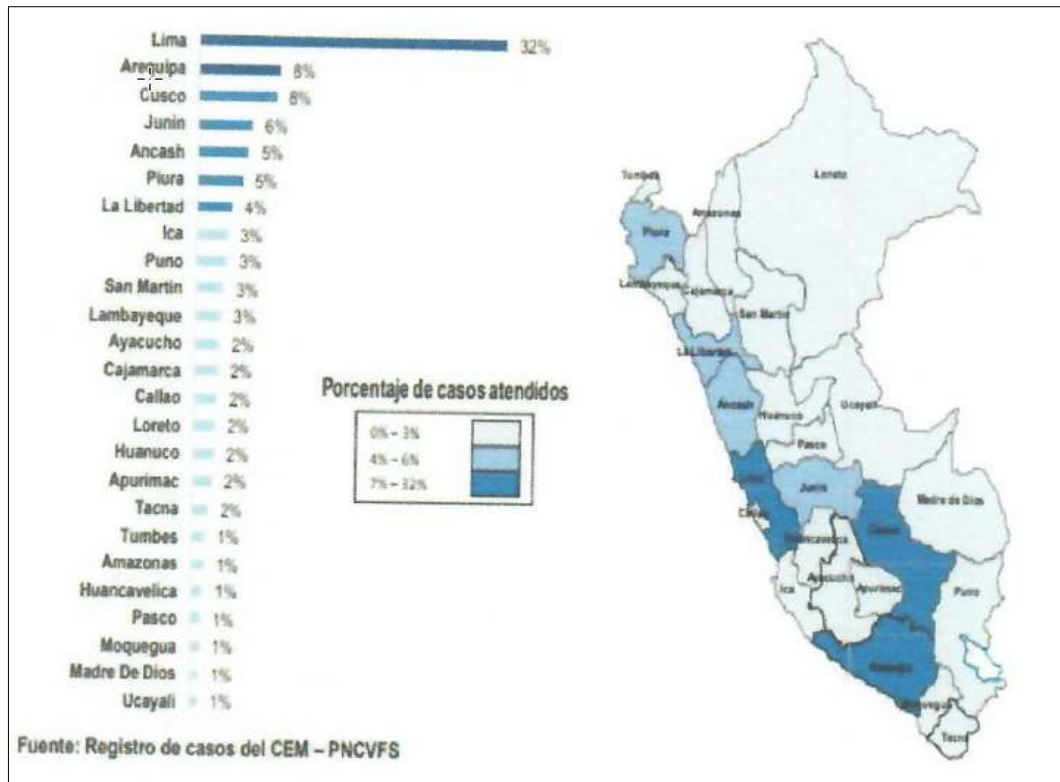 Lima 32%
Arequipa 8%
Cusco 8%
Junin 6%
Ancash 5%
Piura 5%
La Libertad 4%
Ica 3%
Puno 3%
San Martin 3%
Lambayeque 3%
Ayacucho 2%
Cajamarca 2%
Callao 2%
Loreto 2%
Huanuco 2%
Apurimac 2%
Tacna 2%
Tumbes 1%
Amazonas 1%
Huancavelica 1%
Pasco 1%
Moquegua 1%
Madre De Dios 1%
Ucayali 1%
Fuente: Registro de casos del CEM – PNCVFS
Porcentaje de casos atendidos
0% – 3%
4% – 6%
7% – 32%
Tumbes
Loreto
Amazonas
Piura
Lambayeque
Cajamarca
San Martin
La Libertad
Ancash
Huanuco
Ucayali
Pasco
Junin
Madre de Dios
Cusco
Huancavelica
Ayacucho
Apurimac
Ica
Puno
Arequipa
Moquegua
Tacna